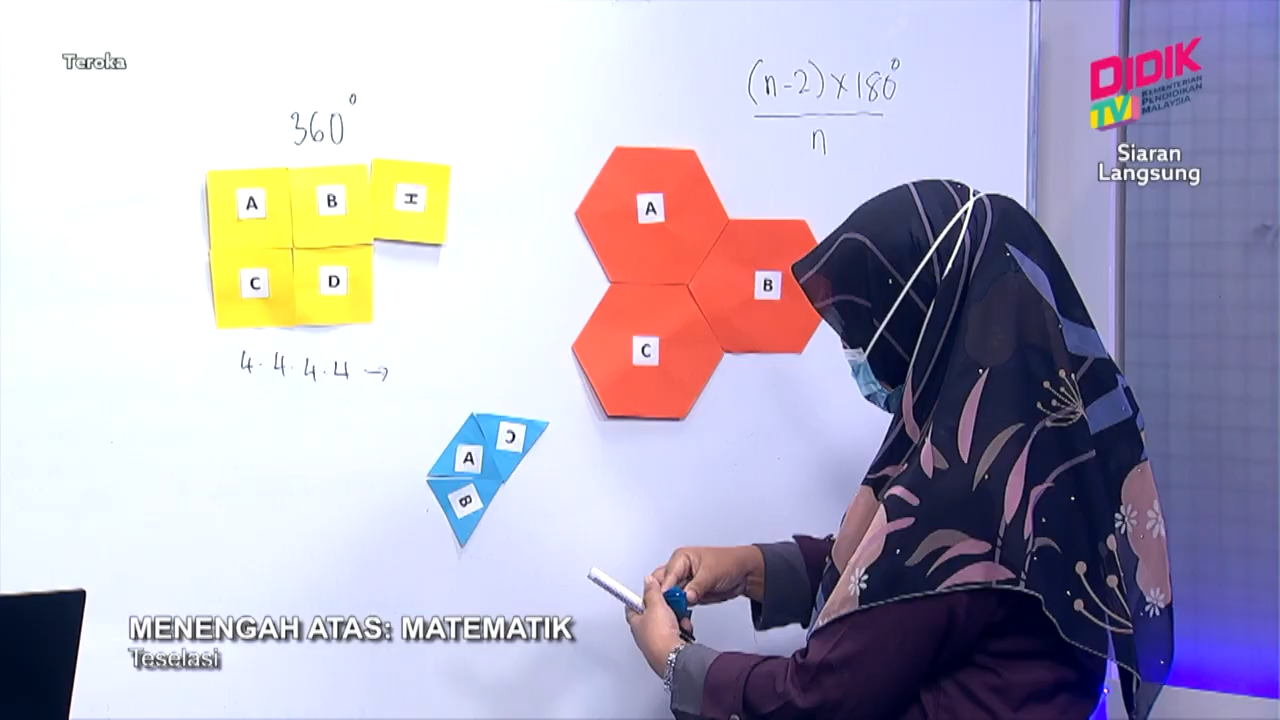 Teroka
360°
A B H
C D
4.4.4.4 →
(n-2)×180°
n
A
B
C
C
A
B
DIDIK
TV
KEMENTERIAN
PENDIDIKAN
MALAYSIA
Siaran
Langsung
MENENGAH ATAS: MATEMATIK
Teselasi